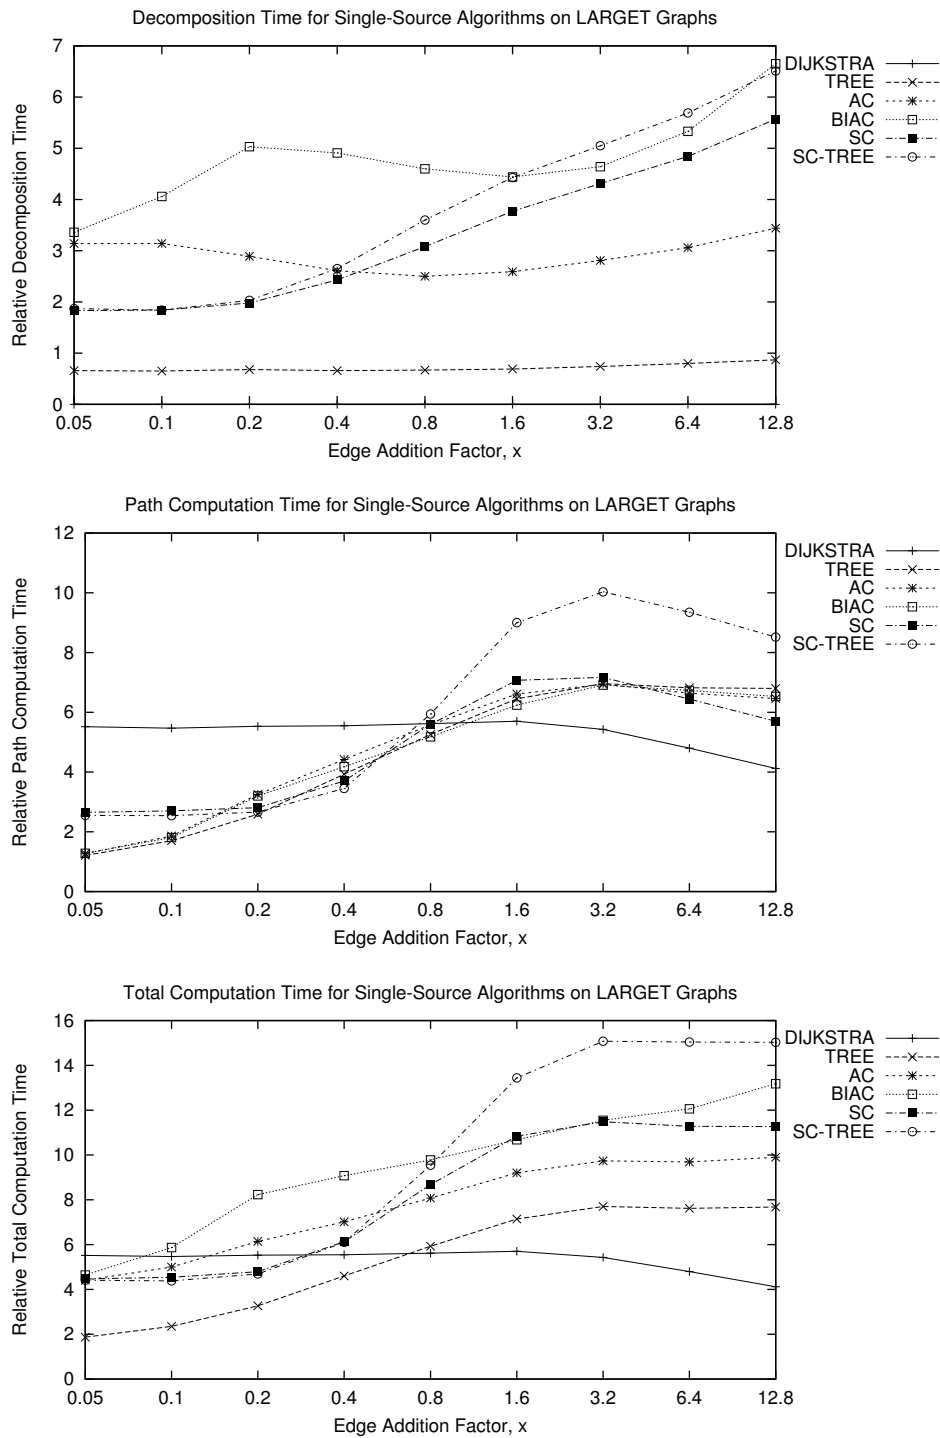 Decomposition Time for Single-Source Algorithms on LARGET Graphs
7
6
5
4
3
2
1
0
Relative Decomposition Time
0.05 0.1 0.2 0.4 0.8 1.6 3.2 6.4 12.8
Edge Addition Factor, x
DIJKSTRA
TREE
AC
BIAC
SC
SC-TREE
Path Computation Time for Single-Source Algorithms on LARGET Graphs
12
10
8
6
4
2
0
Relative Path Computation Time
0.05 0.1 0.2 0.4 0.8 1.6 3.2 6.4 12.8
Edge Addition Factor, x
DIJKSTRA
TREE
AC
BIAC
SC
SC-TREE
Total Computation Time for Single-Source Algorithms on LARGET Graphs
16
14
12
10
8
6
4
2
0
Relative Total Computation Time
0.05 0.1 0.2 0.4 0.8 1.6 3.2 6.4 12.8
Edge Addition Factor, x
DIJKSTRA
TREE
AC
BIAC
SC
SC-TREE